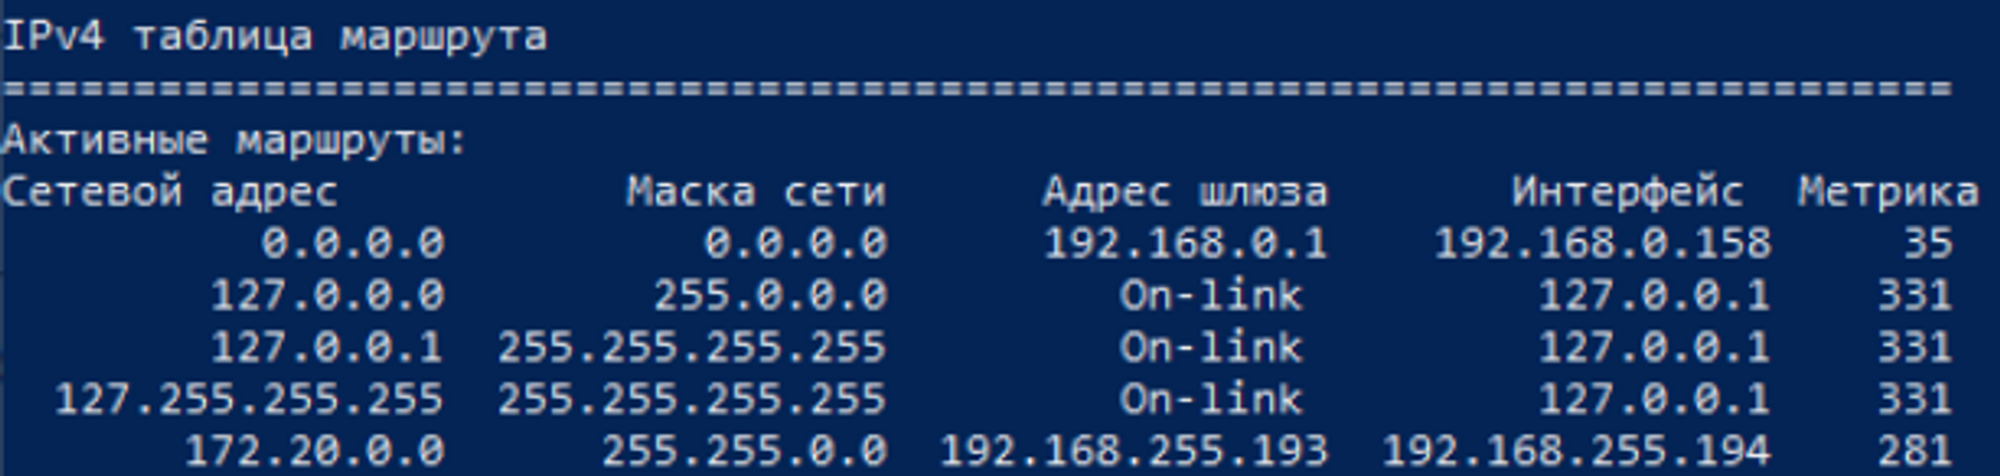 IPv4 таблица маршрута
===========================================================================
Активные маршруты:
Сетевой адрес           Маска сети      Адрес шлюза       Интерфейс  Метрика
          0.0.0.0          0.0.0.0      192.168.0.1    192.168.0.158     35
        127.0.0.0        255.0.0.0         On-link         127.0.0.1    331
        127.0.0.1  255.255.255.255         On-link         127.0.0.1    331
  127.255.255.255  255.255.255.255         On-link         127.0.0.1    331
       172.20.0.0      255.255.0.0  192.168.255.193  192.168.255.194    281